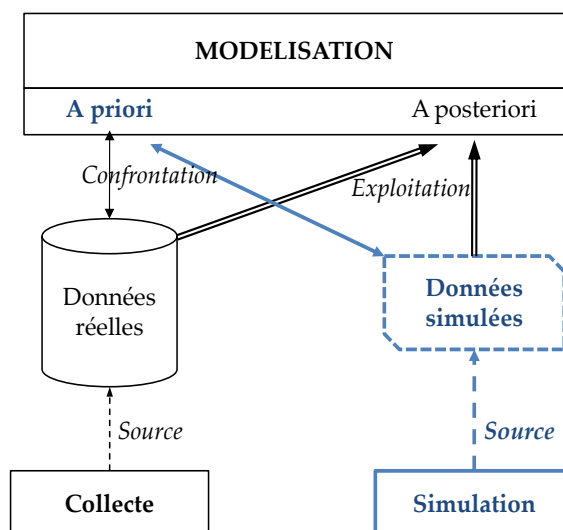 MODELISATION
A priori
A posteriori
Confrontation
Exploitation
Données
réelles
Données
simulées
Source
Source
Collecte
Simulation